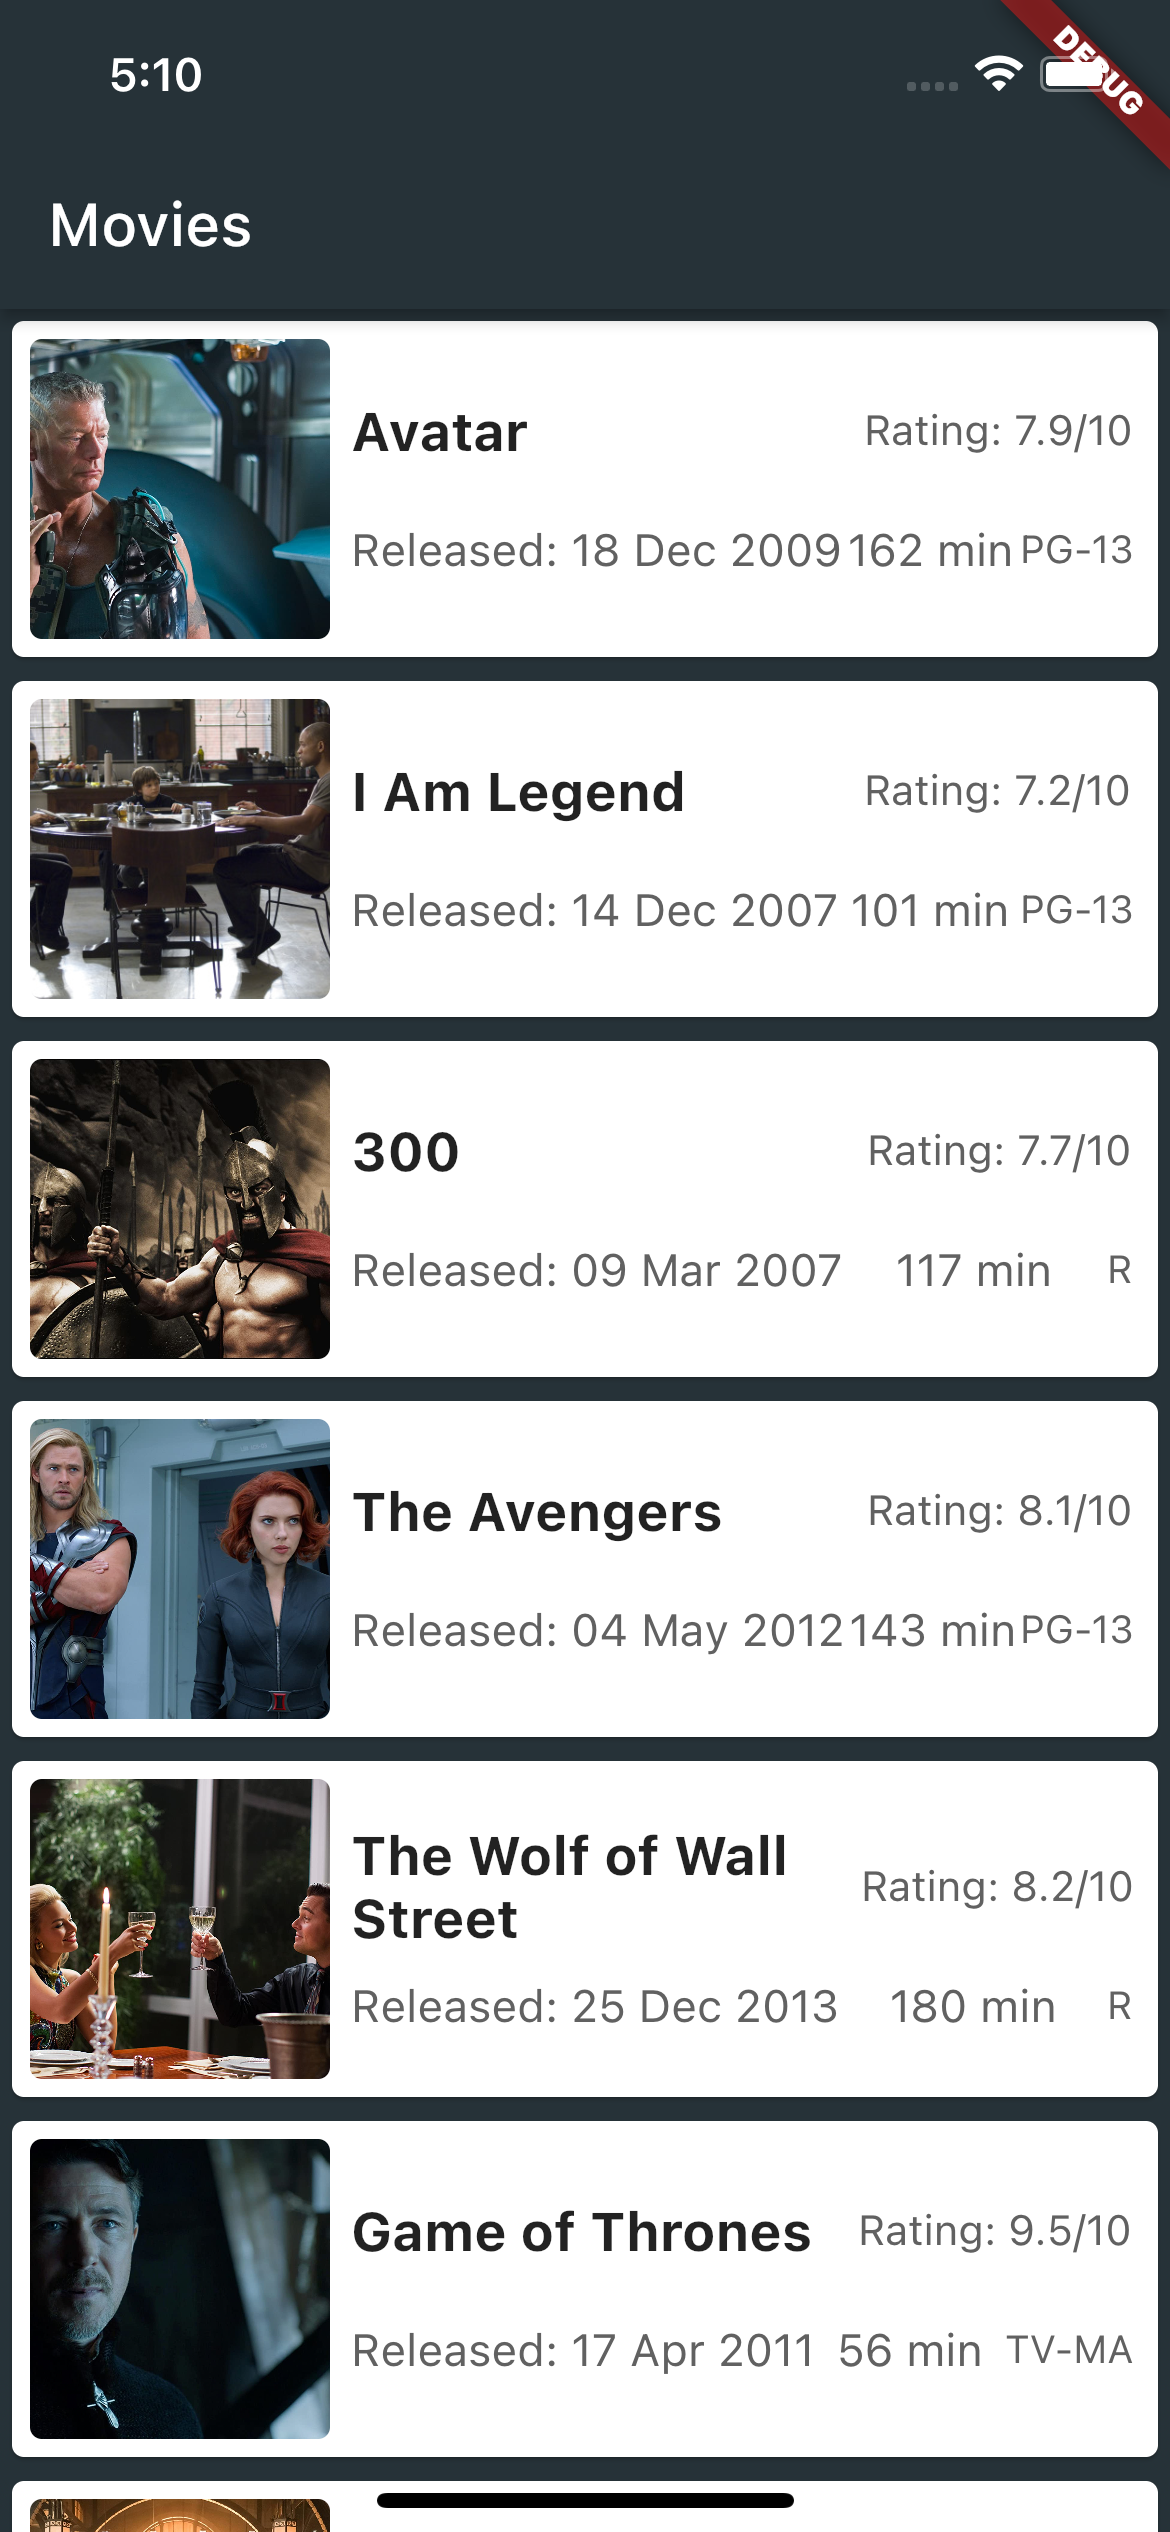 5:10
DEBUG
Movies
Avatar
Rating: 7.9/10
Released: 18 Dec 2009 162 min PG-13
I Am Legend
Rating: 7.2/10
Released: 14 Dec 2007 101 min PG-13
300
Rating: 7.7/10
Released: 09 Mar 2007 117 min R
The Avengers
Rating: 8.1/10
Released: 04 May 2012 143 min PG-13
The Wolf of Wall
Street
Rating: 8.2/10
Released: 25 Dec 2013 180 min R
Game of Thrones
Rating: 9.5/10
Released: 17 Apr 2011 56 min TV-MA